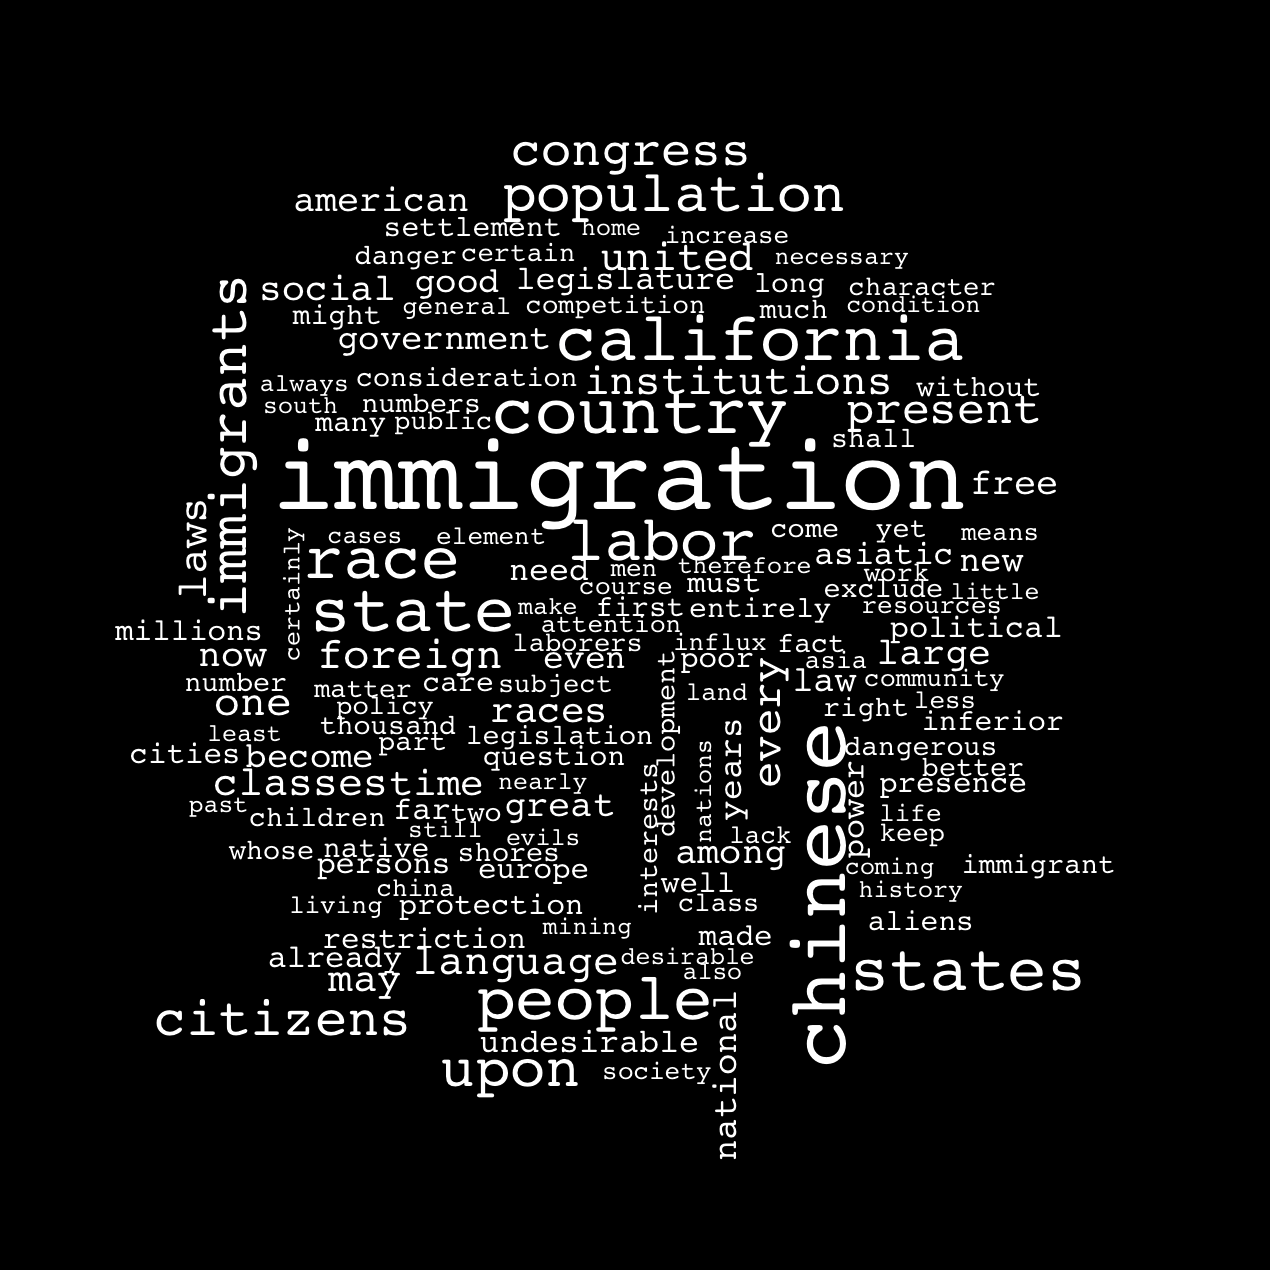 congress
american population
settlement home increase
danger certain united necessary
social good legislature long character
might general competition much condition
government california
always consideration institutions without
south numbers country present
many public shall
immigrants
immigration free
laws
certainly
cases element labor come yet means
race need men therefore asiatic new
course must work exclude little
state make first entirely resources
millions attention political
now foreign laborers even influx fact
poor asia large
number matter care subject land law community
one policy races right less
thousand inferior
least part legislation
development
every
years
nations
interests
cities become question dangerous
better
classes time nearly presence
chinese
power
past children far two great life
still evils lack keep
whose native shores among
persons europe coming immigrant
china well history
living protection class
mining aliens
restriction made
already language desirable
may also states
people
citizens
undesirable
upon society
national